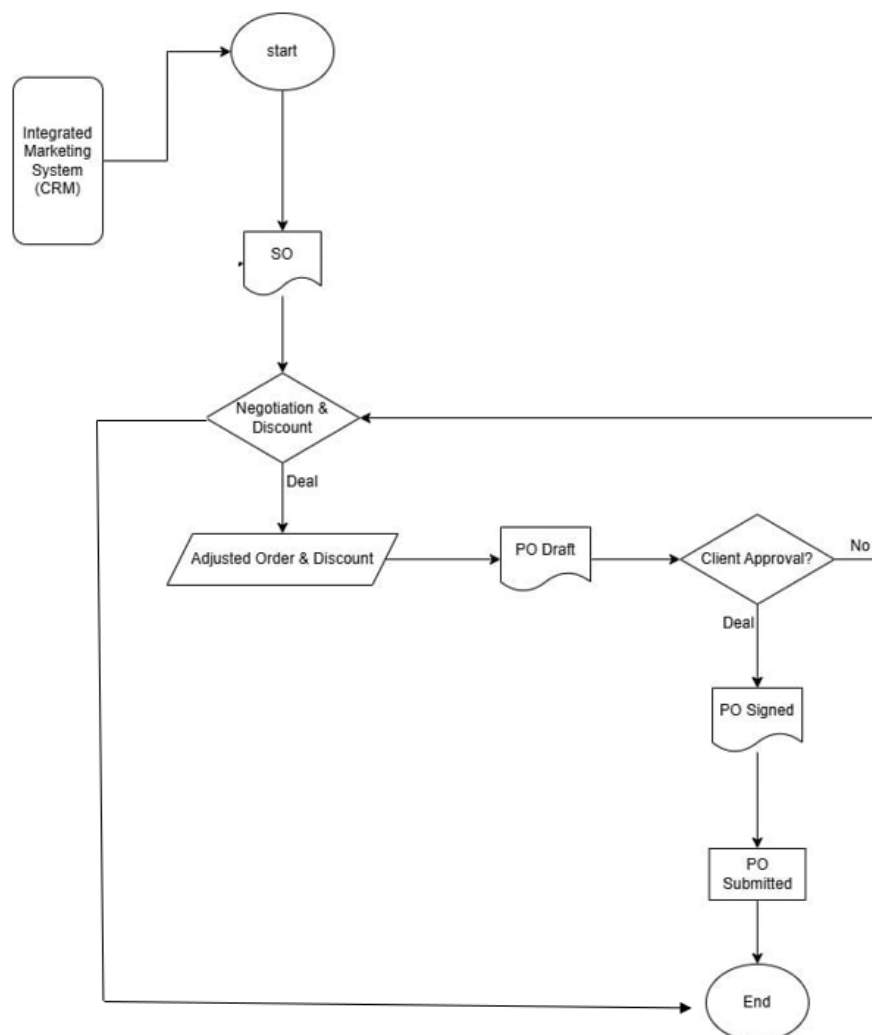 start
Integrated
Marketing
System
(CRM)
SO
Negotiation &
Discount
Deal
Adjusted Order & Discount
PO Draft
Client Approval?
No
Deal
PO Signed
PO
Submitted
End